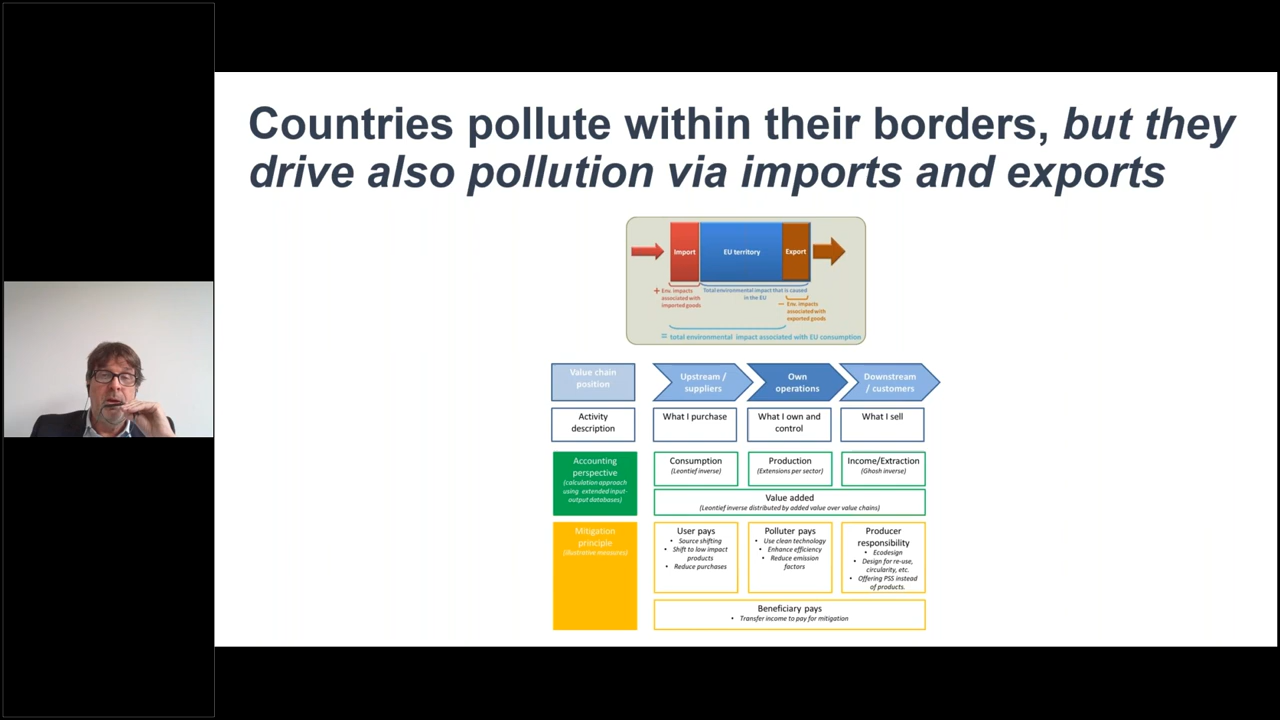 Countries pollute within their borders, but they
drive also pollution via imports and exports
Import
EU territory
Export
+ Env. impacts
associated with
imported goods
Total environmental impact that is caused
in the EU
− Env. impacts
associated with
exported goods
= total environmental impact associated with EU consumption
Value chain
position
Upstream /
suppliers
Own
operations
Downstream
/ customers
Activity
description
What I purchase
What I own and
control
What I sell
Accounting
perspective
(calculation approach
using extended input-
output databases)
Consumption
(Leontief inverse)
Production
(Extensions per sector)
Income/Extraction
(Ghosh inverse)
Value added
(Leontief inverse distributed by added value over value chains)
Mitigation
principle
(illustrative measures)
User pays
• Source shifting
• Shift to low impact
products
• Reduce purchases
Polluter pays
• Use clean technology
• Enhance efficiency
• Reduce emission
factors
Producer
responsibility
• Ecodesign
• Design for re-use,
circularity, etc.
• Offering PSS instead
of products.
Beneficiary pays
• Transfer income to pay for mitigation